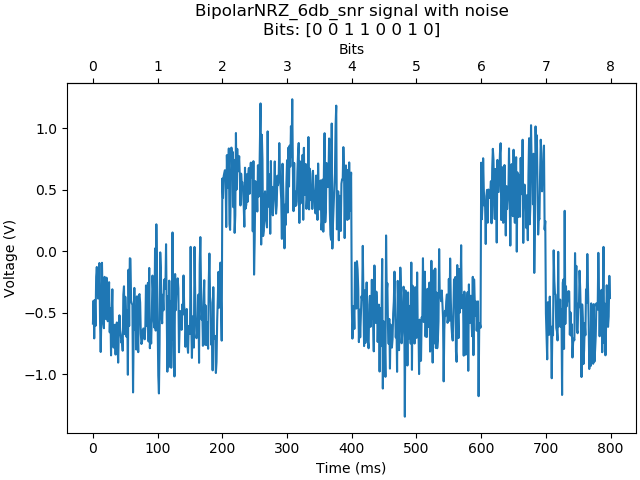 BipolarNRZ_6db_snr signal with noise
Bits: [0 0 1 1 0 0 1 0]
Bits
0 1 2 3 4 5 6 7 8
1.0
0.5
0.0
−0.5
−1.0
Voltage (V)
0 100 200 300 400 500 600 700 800
Time (ms)